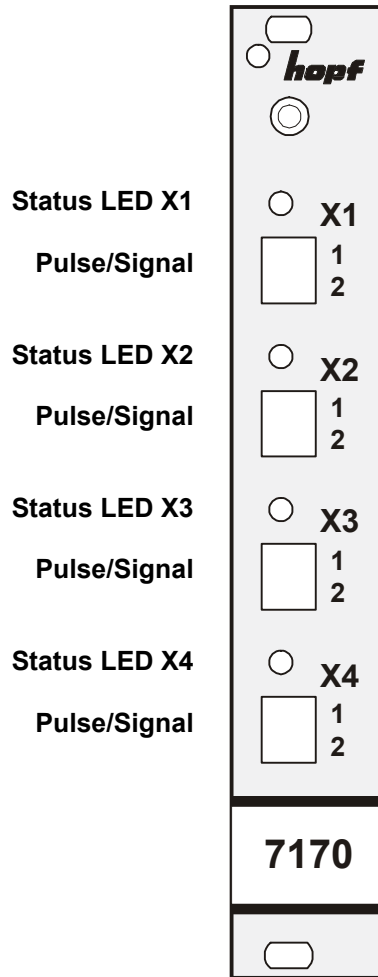 hopf
Status LED X1
X1
Pulse/Signal
1
2
Status LED X2
X2
Pulse/Signal
1
2
Status LED X3
X3
Pulse/Signal
1
2
Status LED X4
X4
Pulse/Signal
1
2
7170